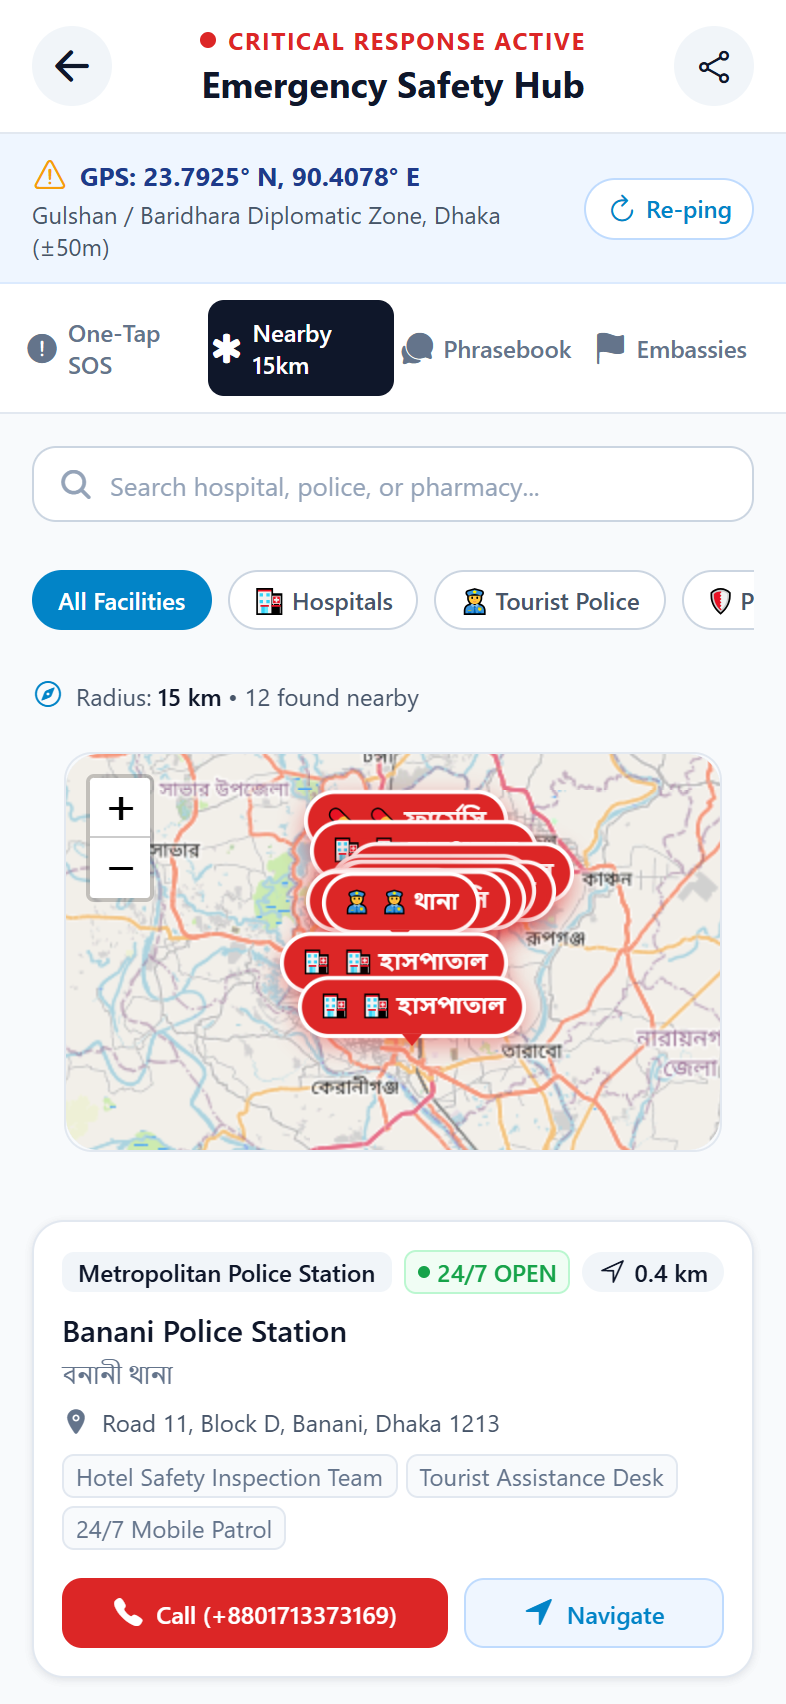 CRITICAL RESPONSE ACTIVE
Emergency Safety Hub
GPS: 23.7925° N, 90.4078° E
Gulshan / Baridhara Diplomatic Zone, Dhaka
(±50m)
Re-ping
One-Tap
SOS
Nearby
15km
Phrasebook
Embassies
Search hospital, police, or pharmacy...
All Facilities
Hospitals
Tourist Police
P
Radius: 15 km • 12 found nearby
টঙ্গী
+
সাভার উপজেলা
ফার্মেসি
−
সাভার
কাঞ্চন
থানা
রূপগঞ্জ
হাসপাতাল
হাসপাতাল
নারায়নগ
তারাবো
জেলা
কেরানীগঞ্জ
Metropolitan Police Station
24/7 OPEN
0.4 km
Banani Police Station
বনানী থানা
Road 11, Block D, Banani, Dhaka 1213
Hotel Safety Inspection Team
Tourist Assistance Desk
24/7 Mobile Patrol
Call (+8801713373169)
Navigate